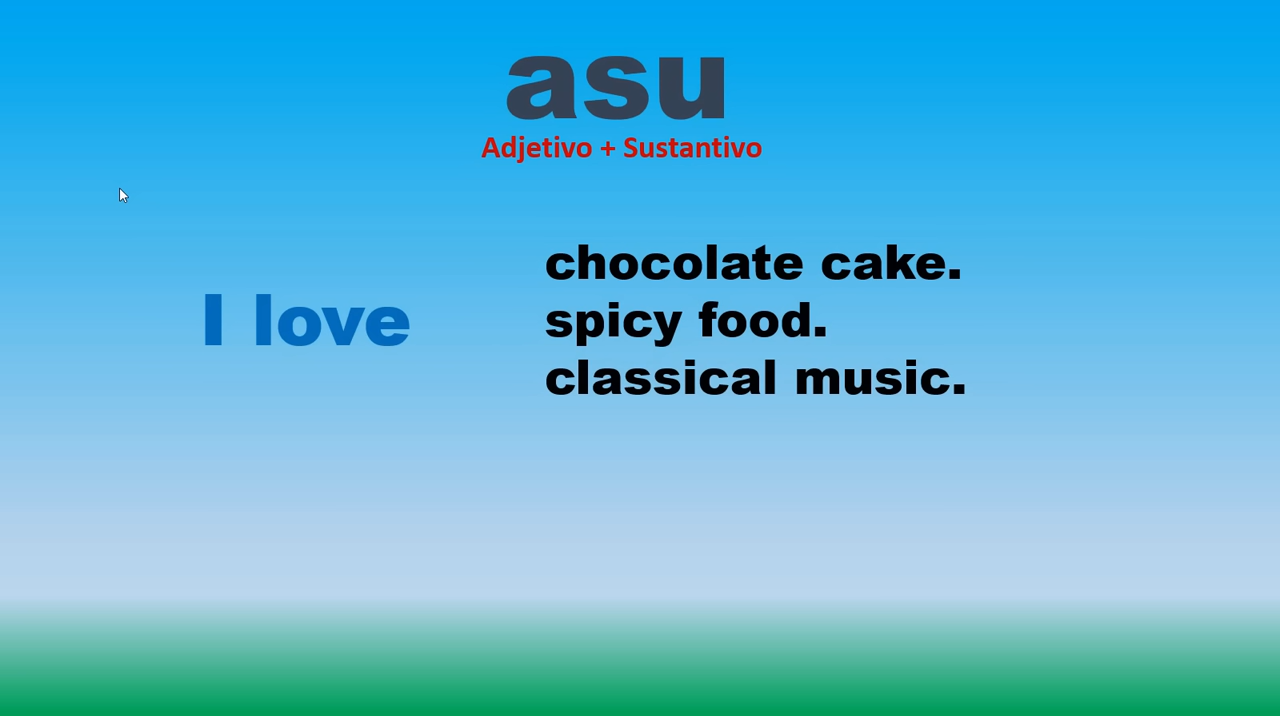 asu
Adjetivo + Sustantivo
chocolate cake.
I love
spicy food.
classical music.